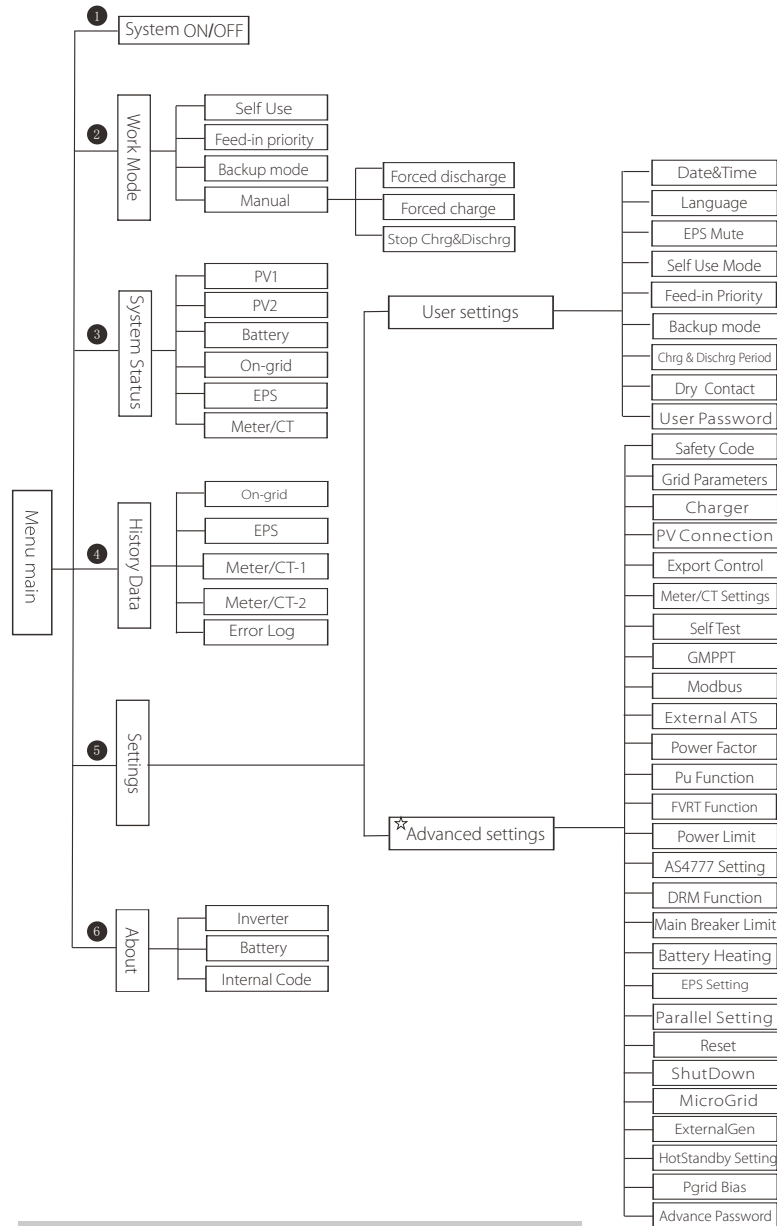 Menu main
1
System ON/OFF
2
Work Mode
Self Use
Feed-in priority
Backup mode
Manual
Forced discharge
Forced charge
Stop Chrg&Dischrg
3
System Status
PV1
PV2
Battery
On-grid
EPS
Meter/CT
4
History Data
On-grid
EPS
Meter/CT-1
Meter/CT-2
Error Log
5
Settings
User settings
Date&Time
Language
EPS Mute
Self Use Mode
Feed-in Priority
Backup mode
Chrg & Dischrg Period
Dry Contact
User Password
☆Advanced settings
Safety Code
Grid Parameters
Charger
PV Connection
Export Control
Meter/CT Settings
Self Test
GMPPT
Modbus
External ATS
Power Factor
Pu Function
FVRT Function
Power Limit
AS4777 Setting
DRM Function
Main Breaker Limit
Battery Heating
EPS Setting
Parallel Setting
Reset
ShutDown
MicroGrid
ExternalGen
HotStandby Setting
Pgrid Bias
Advance Password
6
About
Inverter
Battery
Internal Code